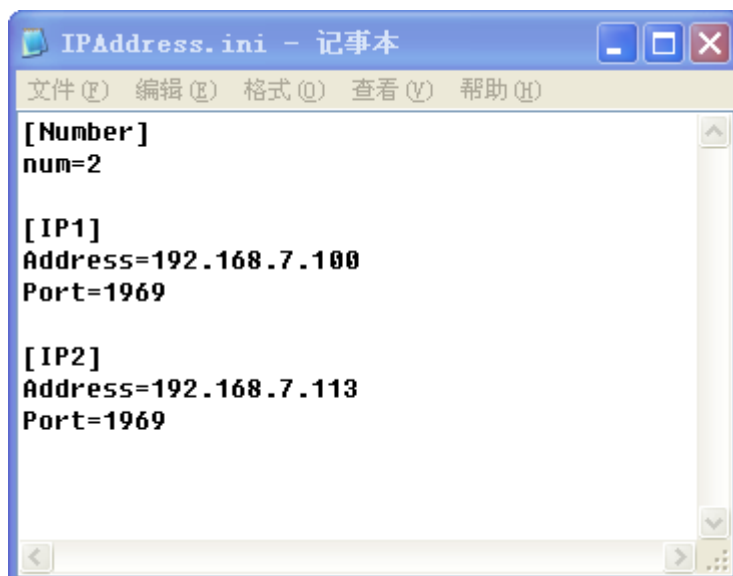 IPAddress.ini - 记事本
文件(F) 编辑(E) 格式(O) 查看(V) 帮助(H)
[Number]
num=2
[IP1]
Address=192.168.7.100
Port=1969
[IP2]
Address=192.168.7.113
Port=1969